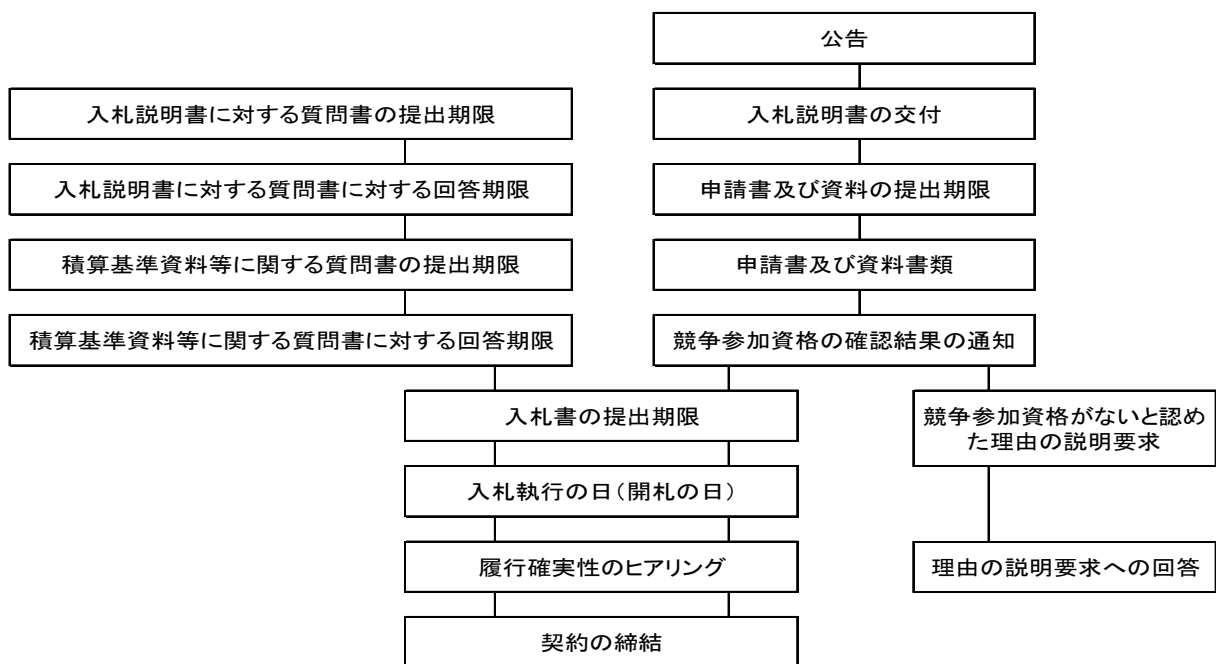 公告
入札説明書に対する質問書の提出期限
入札説明書の交付
入札説明書に対する質問書に対する回答期限
申請書及び資料の提出期限
積算基準資料等に関する質問書の提出期限
申請書及び資料書類
積算基準資料等に関する質問書に対する回答期限
競争参加資格の確認結果の通知
入札書の提出期限
競争参加資格がないと認め
た理由の説明要求
入札執行の日(開札の日)
履行確実性のヒアリング
理由の説明要求への回答
契約の締結